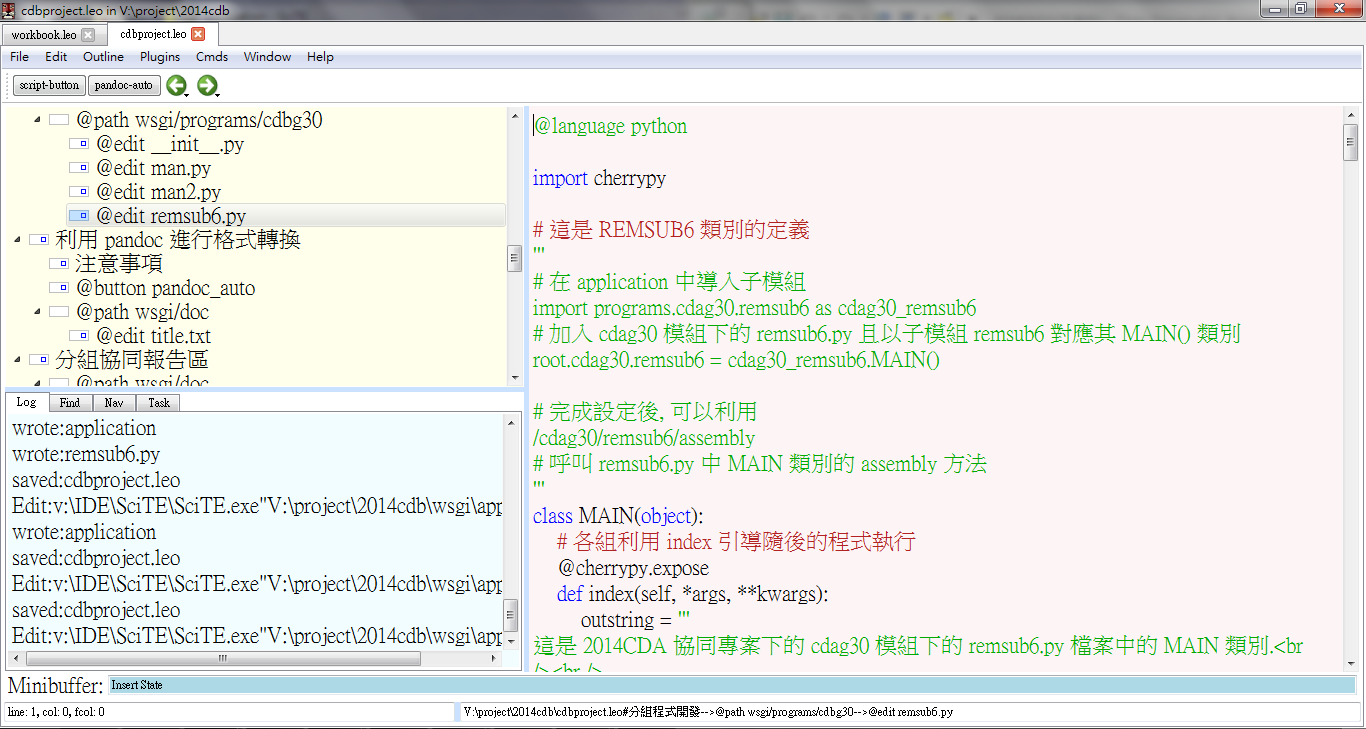 cdbproject.leo in V:\project\2014cdb
workbook.leo
cdbproject.leo
File Edit Outline Plugins Cmds Window Help
script-button pandoc-auto
@path wsgi/programs/cdbg30
@edit __init__.py
@edit man.py
@edit man2.py
@edit remsub6.py
利用 pandoc 進行格式轉換
注意事項
@button pandoc_auto
@path wsgi/doc
@edit title.txt
分組協同報告區
@path wsgi/doc
Log Find Nav Task
wrote:application
wrote:remsub6.py
saved:cdbproject.leo
Edit:v:\IDE\SciTE\SciTE.exe"V:\project\2014cdb\wsgi\app
wrote:application
saved:cdbproject.leo
Edit:v:\IDE\SciTE\SciTE.exe"V:\project\2014cdb\wsgi\app
saved:cdbproject.leo
Edit:v:\IDE\SciTE\SciTE.exe"V:\project\2014cdb\wsgi\app
@language python
import cherrypy
# 這是 REMSUB6 類別的定義
'''
# 在 application 中導入子模組
import programs.cdag30.remsub6 as cdag30_remsub6
# 加入 cdag30 模組下的 remsub6.py 且以子模組 remsub6 對應其 MAIN() 類別
root.cdag30.remsub6 = cdag30_remsub6.MAIN()
# 完成設定後, 可以利用
/cdag30/remsub6/assembly
# 呼叫 remsub6.py 中 MAIN 類別的 assembly 方法
'''
class MAIN(object):
# 各組利用 index 引導隨後的程式執行
@cherrypy.expose
def index(self, *args, **kwargs):
outstring = '''
這是 2014CDA 協同專案下的 cdag30 模組下的 remsub6.py 檔案中的 MAIN 類別.<br
/><br />
Minibuffer: Insert State
line: 1, col: 0, fcol: 0
V:\project\2014cdb\cdbproject.leo#分組程式開發-->@path wsgi/programs/cdbg30-->@edit remsub6.py